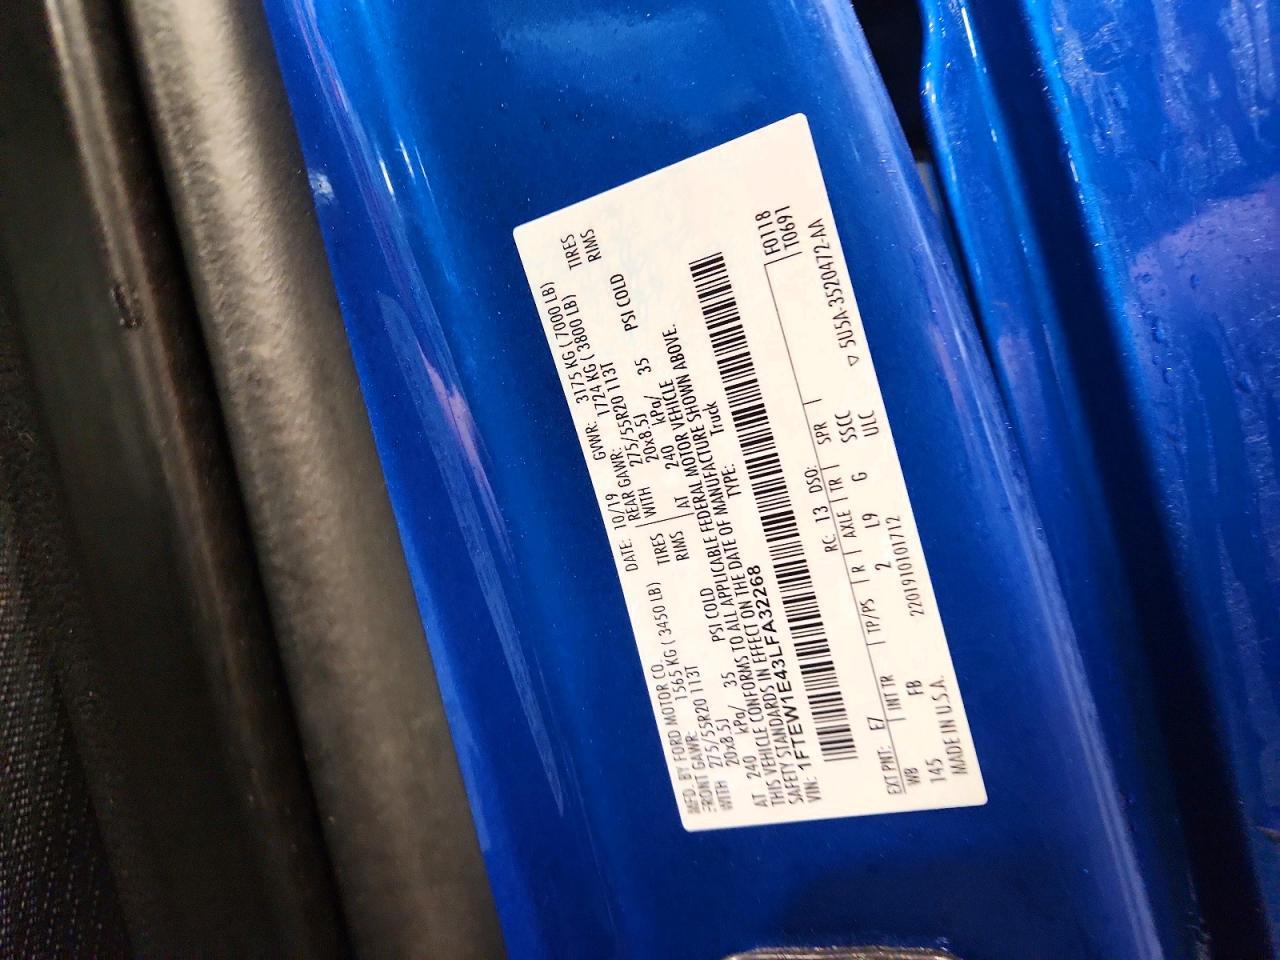 MFD. BY FORD MOTOR CO. DATE: 10/19 GVWR: 3175 KG ( 7000 LB)
FRONT GAWR: 1565 KG ( 3450 LB) REAR GAWR: 1724 KG ( 3800 LB)
WITH 275/55R20 113T TIRES WITH 275/55R20 113T TIRES
20x8.5J RIMS 20x8.5J RIMS
AT 240 kPa/ 35 PSI COLD AT 240 kPa/ 35 PSI COLD
THIS VEHICLE CONFORMS TO ALL APPLICABLE FEDERAL MOTOR VEHICLE
SAFETY STANDARDS IN EFFECT ON THE DATE OF MANUFACTURE SHOWN ABOVE.
VIN: 1FTEW1E43LFA32268 TYPE: Truck
F0118
T0691
EXT PNT: E7 RC: 13 DSO:
WB INT TR TP/PS R AXLE TR SPR
145 FB 2 L9 G SSCC
MADE IN U.S.A. 2201910101712 UIC
▽ 5U5A-3520472-AA